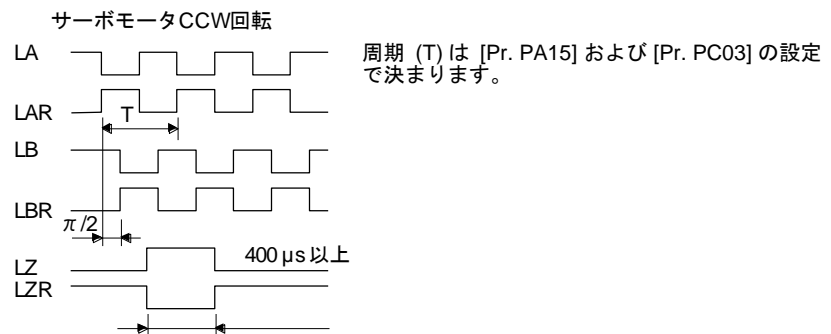 サーボモータCCW回転
LA
周期 (T) は [Pr. PA15] および [Pr. PC03] の設定
で決まります。
LAR
T
LB
LBR
π/2
400 μs以上
LZ
LZR